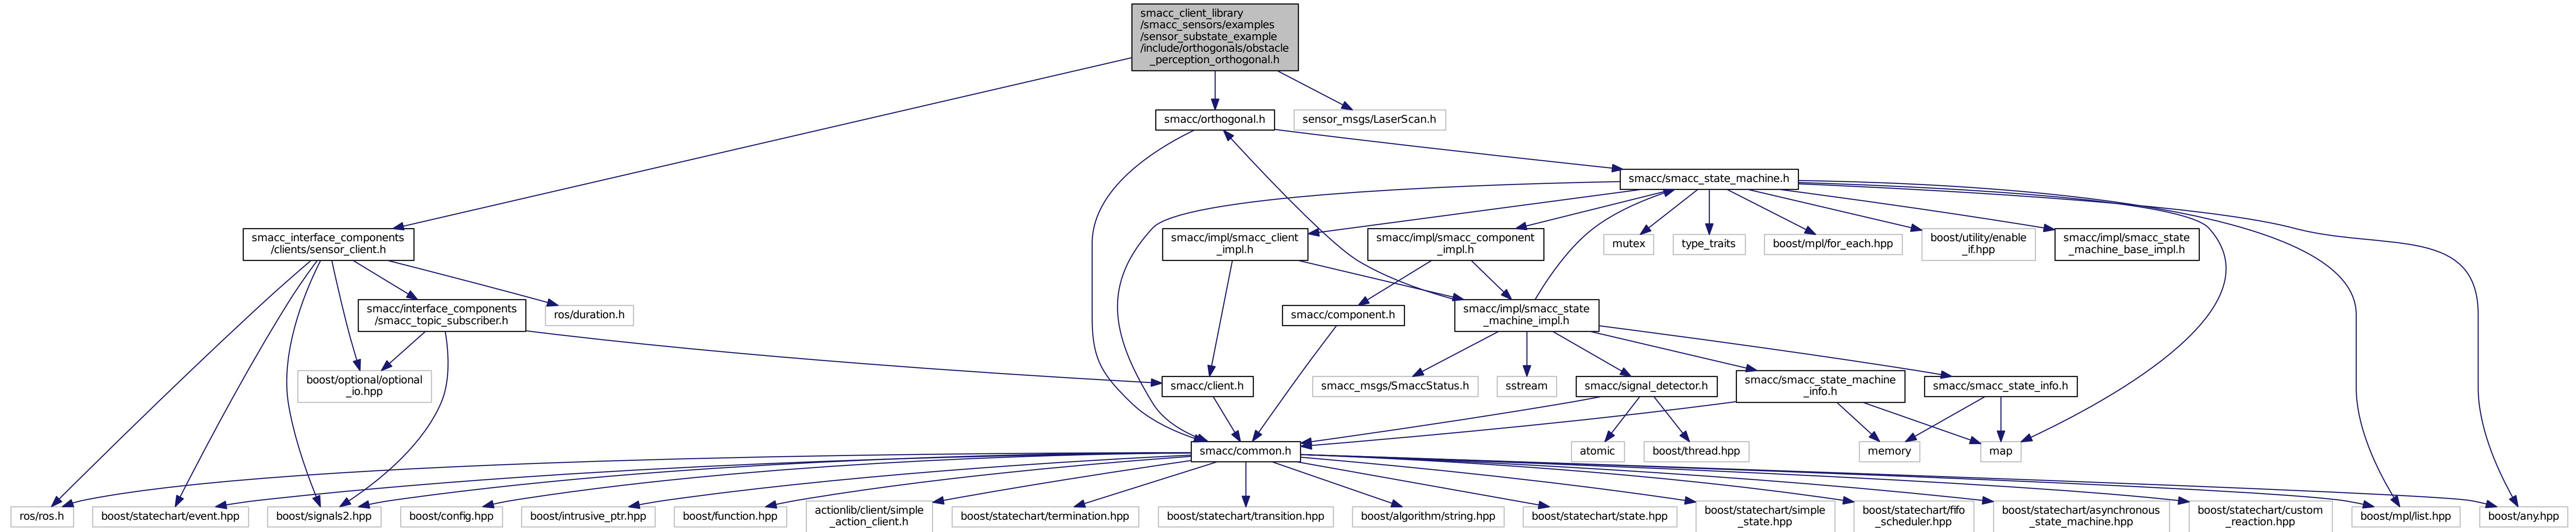 smacc_client_library
/smacc_sensors/examples
/sensor_substate_example
/include/orthogonals/obstacle
_perception_orthogonal.h
smacc/orthogonal.h
sensor_msgs/LaserScan.h
smacc/smacc_state_machine.h
smacc_interface_components
/clients/sensor_client.h
smacc/impl/smacc_client
_impl.h
smacc/impl/smacc_component
_impl.h
mutex
type_traits
boost/mpl/for_each.hpp
boost/utility/enable
_if.hpp
smacc/impl/smacc_state
_machine_base_impl.h
smacc/interface_components
/smacc_topic_subscriber.h
ros/duration.h
smacc/component.h
smacc/impl/smacc_state
_machine_impl.h
boost/optional/optional
_io.hpp
smacc/client.h
smacc_msgs/SmaccStatus.h
sstream
smacc/signal_detector.h
smacc/smacc_state_machine
_info.h
smacc/smacc_state_info.h
smacc/common.h
atomic
boost/thread.hpp
memory
map
ros/ros.h
boost/statechart/event.hpp
boost/signals2.hpp
boost/config.hpp
boost/intrusive_ptr.hpp
boost/function.hpp
actionlib/client/simple
_action_client.h
boost/statechart/termination.hpp
boost/statechart/transition.hpp
boost/algorithm/string.hpp
boost/statechart/state.hpp
boost/statechart/simple
_state.hpp
boost/statechart/fifo
_scheduler.hpp
boost/statechart/asynchronous
_state_machine.hpp
boost/statechart/custom
_reaction.hpp
boost/mpl/list.hpp
boost/any.hpp